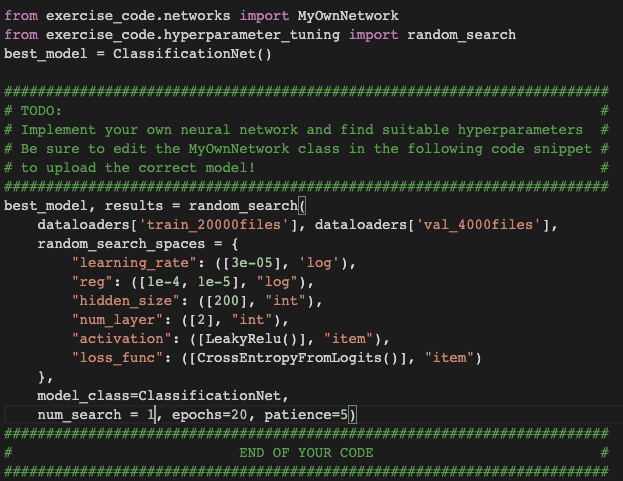 from exercise_code.networks import MyOwnNetwork
from exercise_code.hyperparameter_tuning import random_search
best_model = ClassificationNet()

########################################################################
# TODO:                                                                #
# Implement your own neural network and find suitable hyperparameters  #
# Be sure to edit the MyOwnNetwork class in the following code snippet #
# to upload the correct model!                                         #
########################################################################
best_model, results = random_search(
    dataloaders['train_20000files'], dataloaders['val_4000files'],
    random_search_spaces = {
        "learning_rate": ([3e-05], 'log'),
        "reg": ([1e-4, 1e-5], "log"),
        "hidden_size": ([200], "int"),
        "num_layer": ([2], "int"),
        "activation": ([LeakyRelu()], "item"),
        "loss_func": ([CrossEntropyFromLogits()], "item")
    },
    model_class=ClassificationNet,
    num_search = 1, epochs=20, patience=5)
########################################################################
#                           END OF YOUR CODE                           #
########################################################################